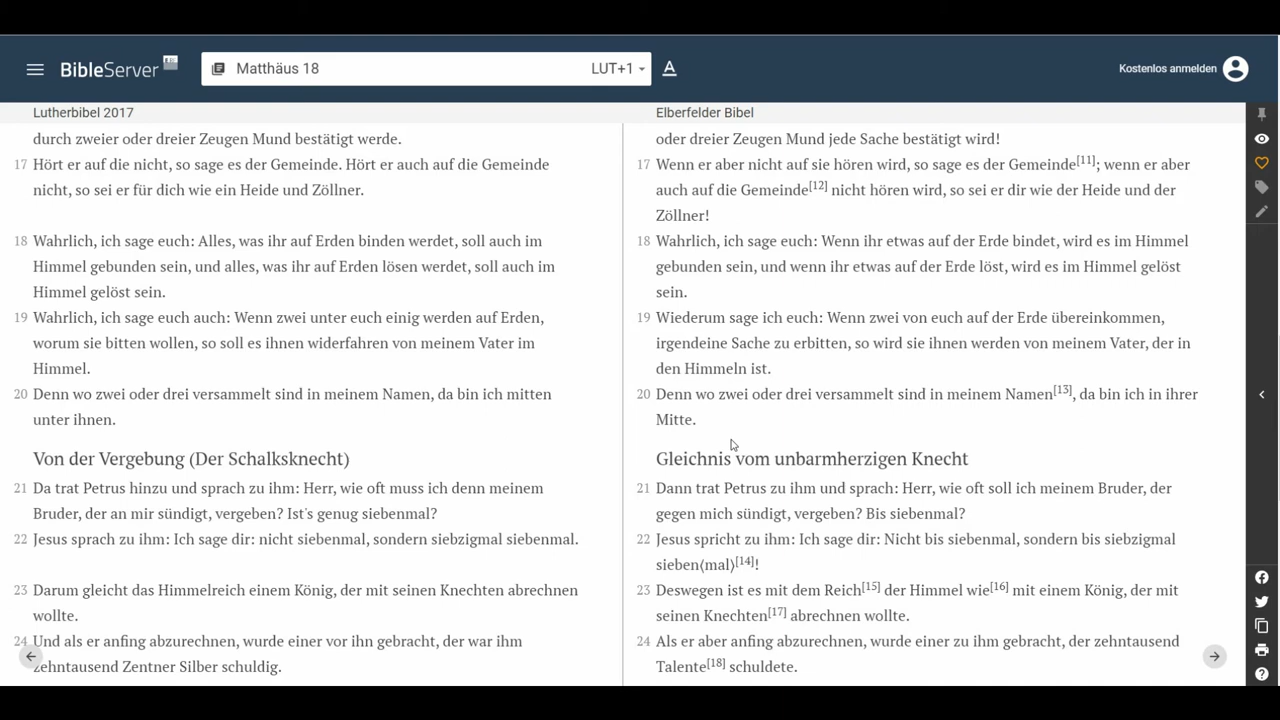 BibleServer
Matthäus 18
LUT+1
A
Kostenlos anmelden
Lutherbibel 2017
durch zweier oder dreier Zeugen Mund bestätigt werde.
17 Hört er auf die nicht, so sage es der Gemeinde. Hört er auch auf die Gemeinde
nicht, so sei er für dich wie ein Heide und Zöllner.
18 Wahrlich, ich sage euch: Alles, was ihr auf Erden binden werdet, soll auch im
Himmel gebunden sein, und alles, was ihr auf Erden lösen werdet, soll auch im
Himmel gelöst sein.
19 Wahrlich, ich sage euch auch: Wenn zwei unter euch einig werden auf Erden,
worum sie bitten wollen, so soll es ihnen widerfahren von meinem Vater im
Himmel.
20 Denn wo zwei oder drei versammelt sind in meinem Namen, da bin ich mitten
unter ihnen.
Von der Vergebung (Der Schalksknecht)
21 Da trat Petrus hinzu und sprach zu ihm: Herr, wie oft muss ich denn meinem
Bruder, der an mir sündigt, vergeben? Ist's genug siebenmal?
22 Jesus sprach zu ihm: Ich sage dir: nicht siebenmal, sondern siebzigmal siebenmal.
23 Darum gleicht das Himmelreich einem König, der mit seinen Knechten abrechnen
wollte.
24 Und als er anfing abzurechnen, wurde einer vor ihn gebracht, der war ihm
zehntausend Zentner Silber schuldig.
Elberfelder Bibel
oder dreier Zeugen Mund jede Sache bestätigt wird!
17 Wenn er aber nicht auf sie hören wird, so sage es der Gemeinde[11]; wenn er aber
auch auf die Gemeinde[12] nicht hören wird, so sei er dir wie der Heide und der
Zöllner!
18 Wahrlich, ich sage euch: Wenn ihr etwas auf der Erde bindet, wird es im Himmel
gebunden sein, und wenn ihr etwas auf der Erde löst, wird es im Himmel gelöst
sein.
19 Wiederum sage ich euch: Wenn zwei von euch auf der Erde übereinkommen,
irgendeine Sache zu erbitten, so wird sie ihnen werden von meinem Vater, der in
den Himmeln ist.
20 Denn wo zwei oder drei versammelt sind in meinem Namen[13], da bin ich in ihrer
Mitte.
Gleichnis vom unbarmherzigen Knecht
21 Dann trat Petrus zu ihm und sprach: Herr, wie oft soll ich meinem Bruder, der
gegen mich sündigt, vergeben? Bis siebenmal?
22 Jesus spricht zu ihm: Ich sage dir: Nicht bis siebenmal, sondern bis siebzigmal
sieben⟨mal⟩[14]!
23 Deswegen ist es mit dem Reich[15] der Himmel wie[16] mit einem König, der mit
seinen Knechten[17] abrechnen wollte.
24 Als er aber anfing abzurechnen, wurde einer zu ihm gebracht, der zehntausend
Talente[18] schuldete.